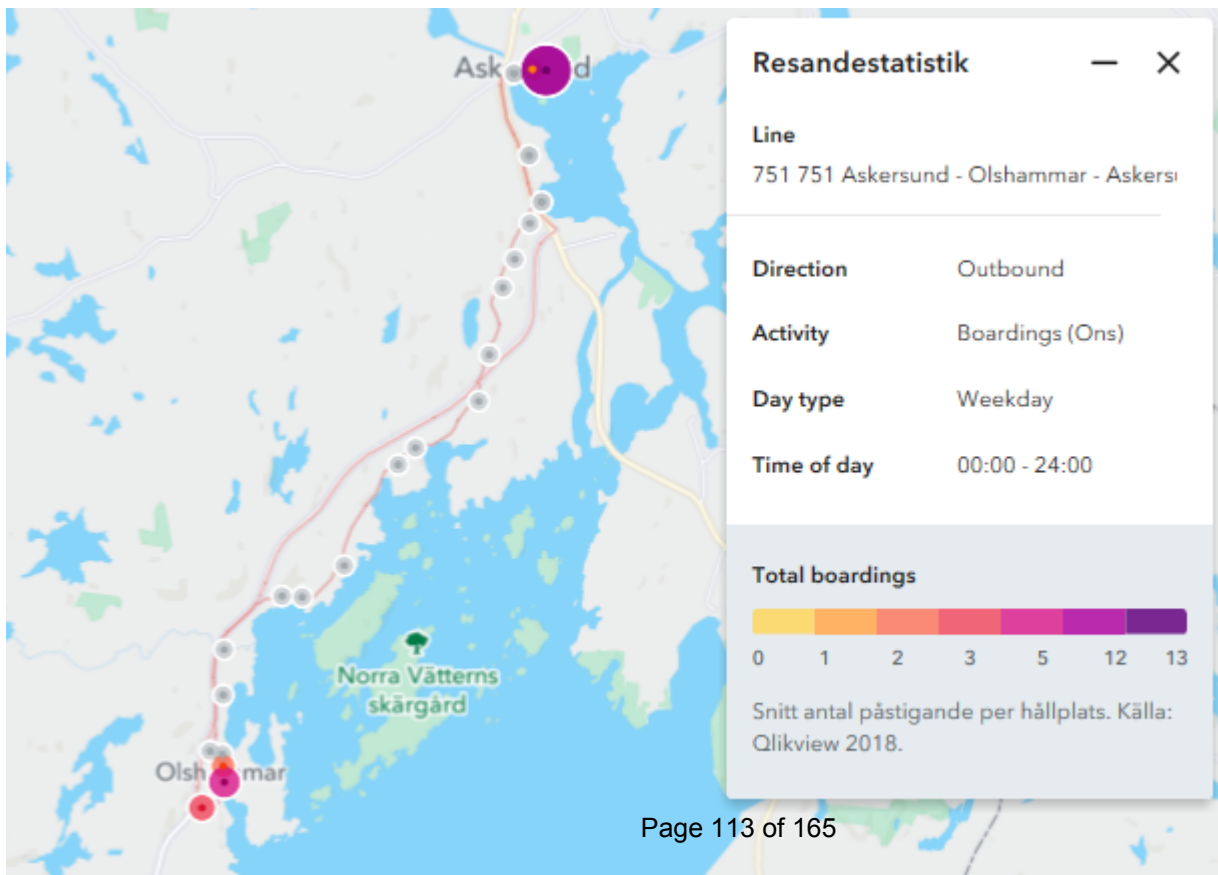 Ask d
Norra Vätterns
skärgård
Olsh mar
Resandestatistik
Line
751 751 Askersund - Olshammar - Askers
Direction Outbound
Activity Boardings (Ons)
Day type Weekday
Time of day 00:00 - 24:00
Total boardings
0 1 2 3 5 12 13
Snitt antal påstigande per hållplats. Källa:
Qlikview 2018.
Page 113 of 165